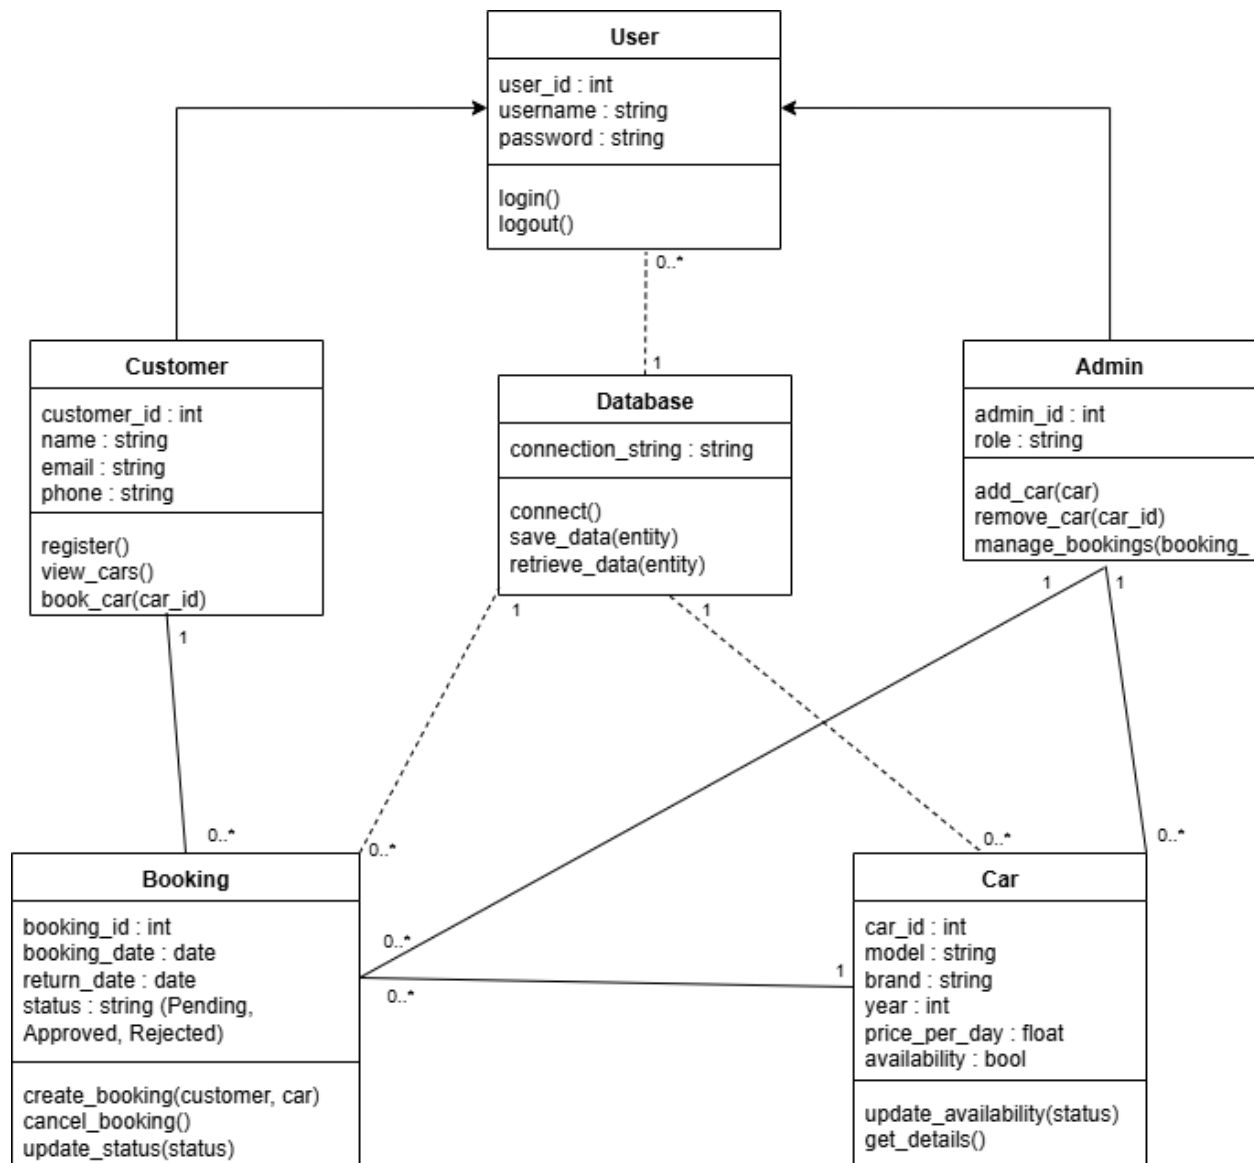 User
user_id : int
username : string
password : string
login()
logout()
0..*
1
Customer
customer_id : int
name : string
email : string
phone : string
register()
view_cars()
book_car(car_id)
1
Database
connection_string : string
connect()
save_data(entity)
retrieve_data(entity)
1
1
Admin
admin_id : int
role : string
add_car(car)
remove_car(car_id)
manage_bookings(booking_
1
1
0..*
0..*
0..*
0..*
Booking
booking_id : int
booking_date : date
return_date : date
status : string (Pending,
Approved, Rejected)
create_booking(customer, car)
cancel_booking()
update_status(status)
0..*
0..*
1
Car
car_id : int
model : string
brand : string
year : int
price_per_day : float
availability : bool
update_availability(status)
get_details()